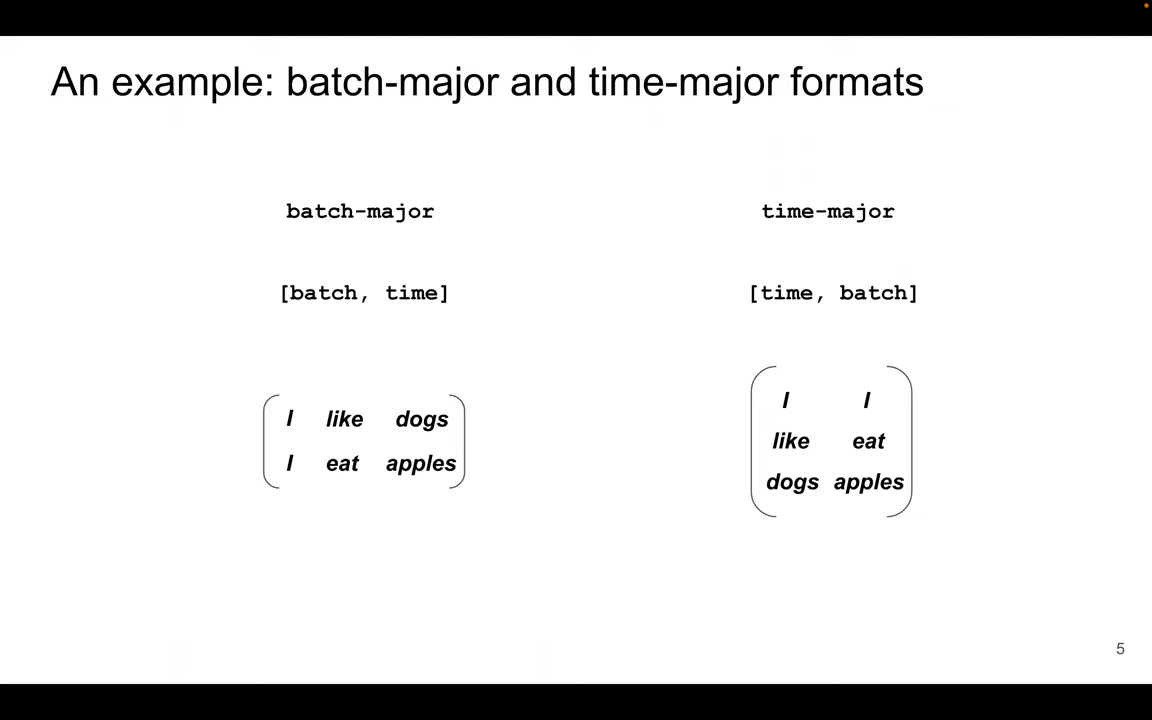 An example: batch-major and time-major formats
batch-major
[batch, time]
I like dogs
I eat apples
time-major
[time, batch]
I I
like eat
dogs apples
5